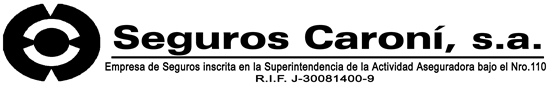 Seguros Caroní, s.a.
Empresa de Seguros inscrita en la Superintendencia de la Actividad Aseguradora bajo el Nro.110
R.I.F. J-30081400-9